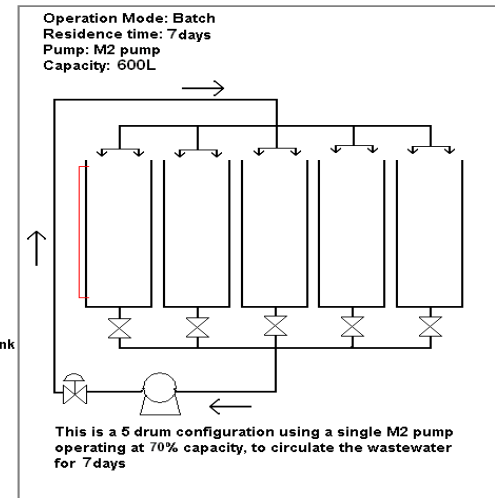 Operation Mode: Batch
Residence time: 7days
Pump: M2 pump
Capacity: 600L
nk
This is a 5 drum configuration using a single M2 pump
operating at 70% capacity, to circulate the wastewater
for 7days